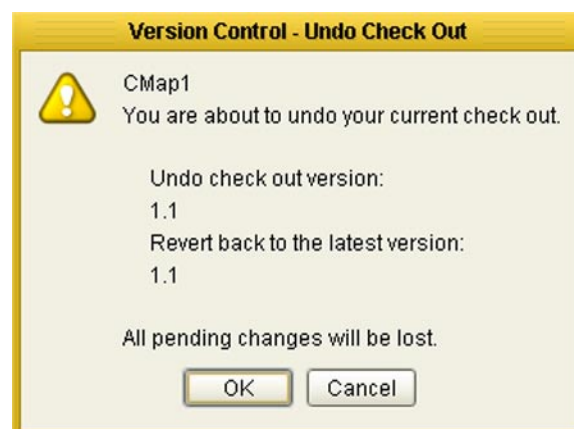 Version Control - Undo Check Out
CMap1
You are about to undo your current check out.
Undo check out version:
1.1
Revert back to the latest version:
1.1
All pending changes will be lost.
OK
Cancel